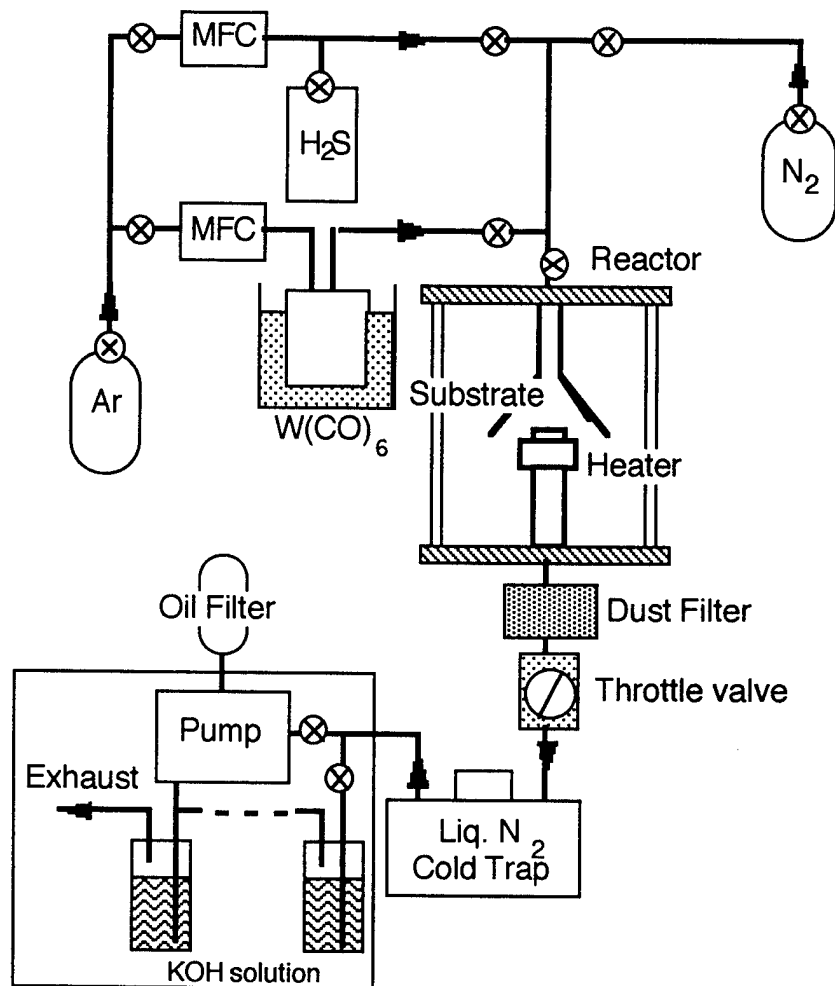 MFC
H2S
N2
MFC
Reactor
Ar
Substrate
W(CO)6
Heater
Oil Filter
Dust Filter
Throttle valve
Pump
Exhaust
Liq. N2
Cold Trap
KOH solution